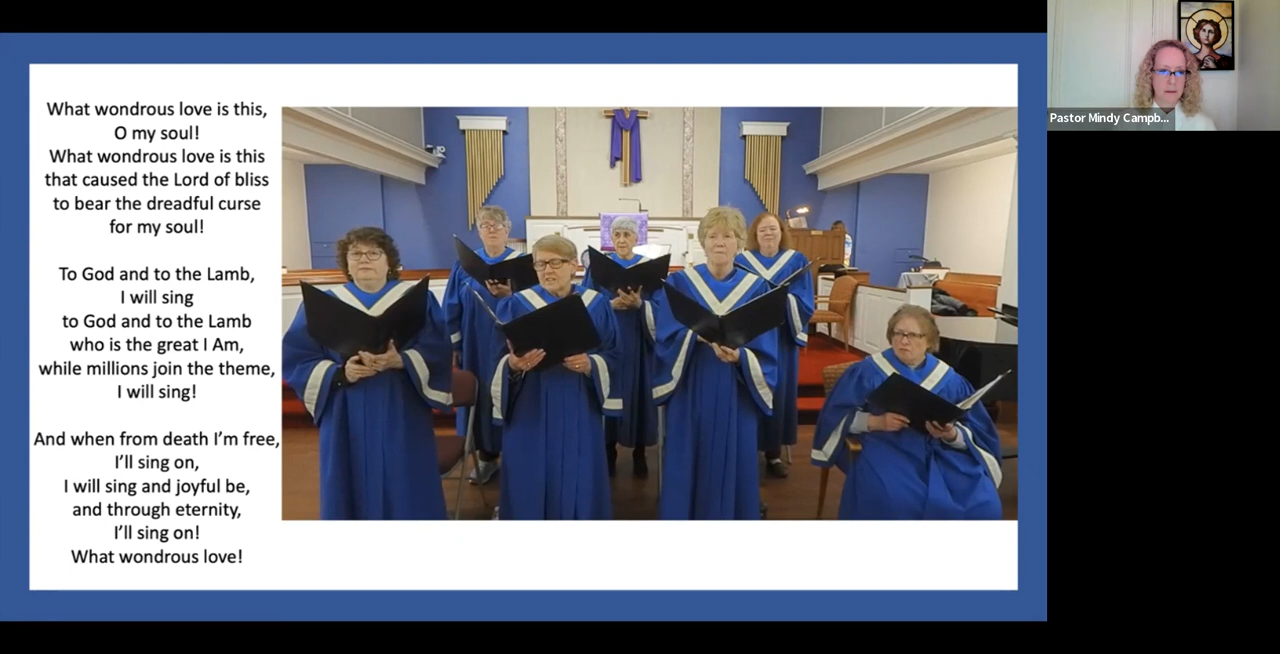 What wondrous love is this,
O my soul!
What wondrous love is this
that caused the Lord of bliss
to bear the dreadful curse
for my soul!
To God and to the Lamb,
I will sing
to God and to the Lamb
who is the great I Am,
while millions join the theme,
I will sing!
And when from death I’m free,
I’ll sing on,
I will sing and joyful be,
and through eternity,
I’ll sing on!
What wondrous love!
Pastor Mindy Campb...